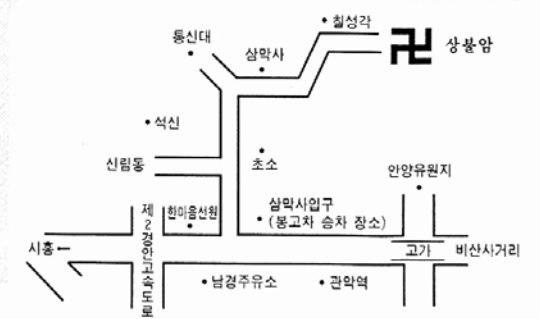 칠성각
통신대
삼막사
卍 상불암
석신
신림동
초소
안양유원지
제2경인고속도로
한마음선원
삼막사입구
(봉고차 승차 장소)
시흥←
고가
비산사거리
남경주유소
관악역